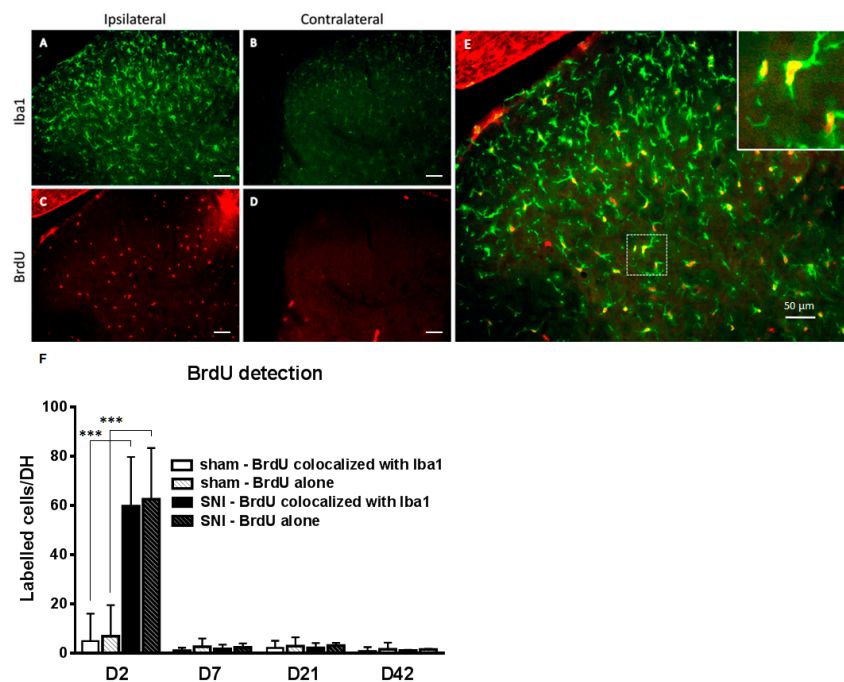 Ipsilateral
Contralateral
A
B
E
Iba1
C
D
BrdU
50 µm
F
BrdU detection
100
80
60
40
20
0
Labelled cells/DH
***
***
sham - BrdU colocalized with Iba1
sham - BrdU alone
SNI - BrdU colocalized with Iba1
SNI - BrdU alone
D2
D7
D21
D42